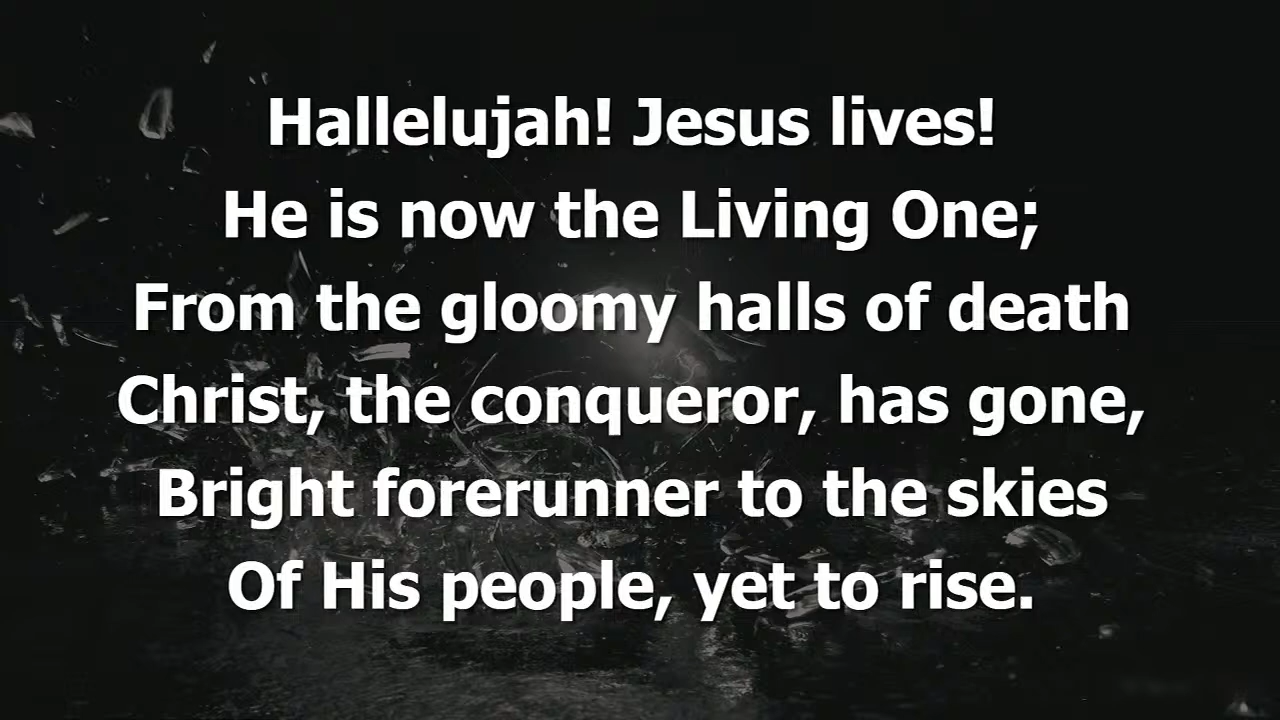 Hallelujah! Jesus lives!
He is now the Living One;
From the gloomy halls of death
Christ, the conqueror, has gone,
Bright forerunner to the skies
Of His people, yet to rise.